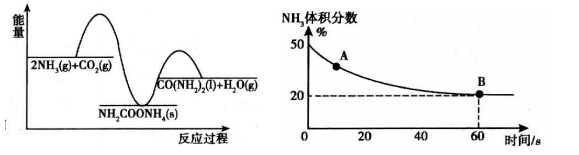 能量
2NH₃(g)+CO₂(g)
CO(NH₂)₂(l)+H₂O(g)
NH₂COONH₄(s)
反应过程
NH₃体积分数
%
50
A
B
20
0
20
40
60
时间/s